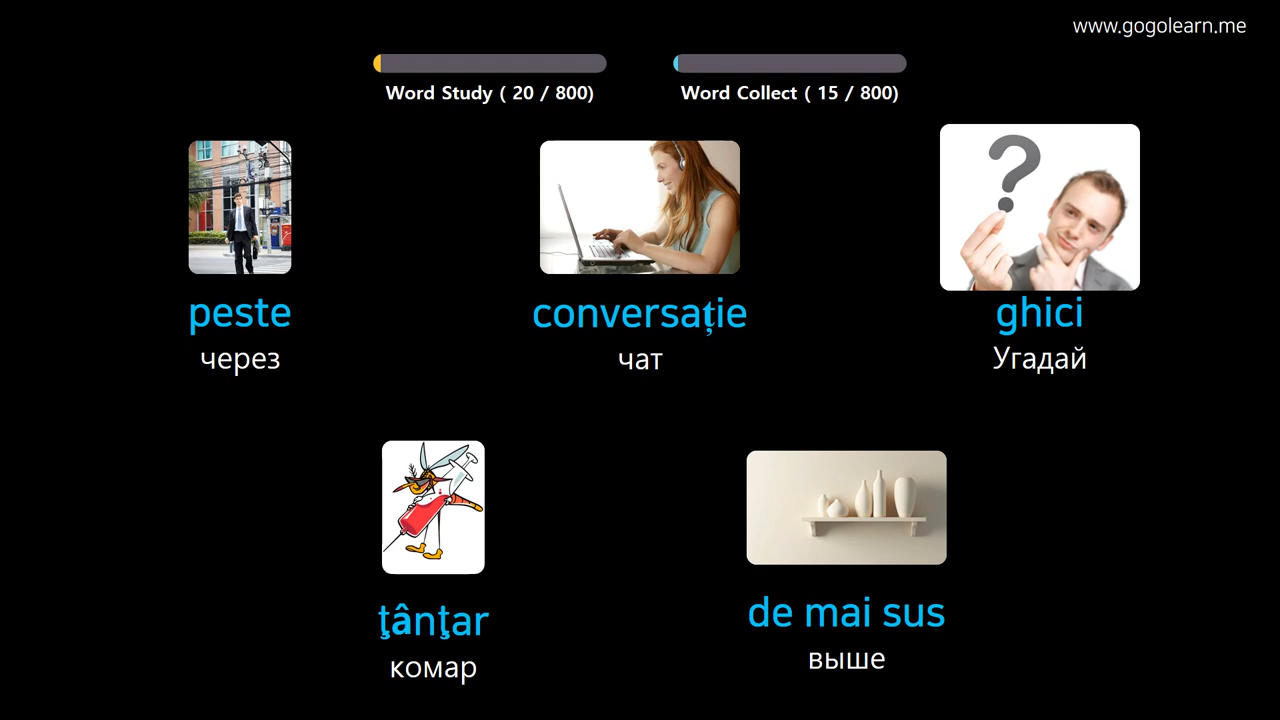 www.gogolearn.me
Word Study ( 20 / 800)
Word Collect ( 15 / 800)
peste
через
conversație
чат
ghici
Угадай
ţânţar
комар
de mai sus
выше